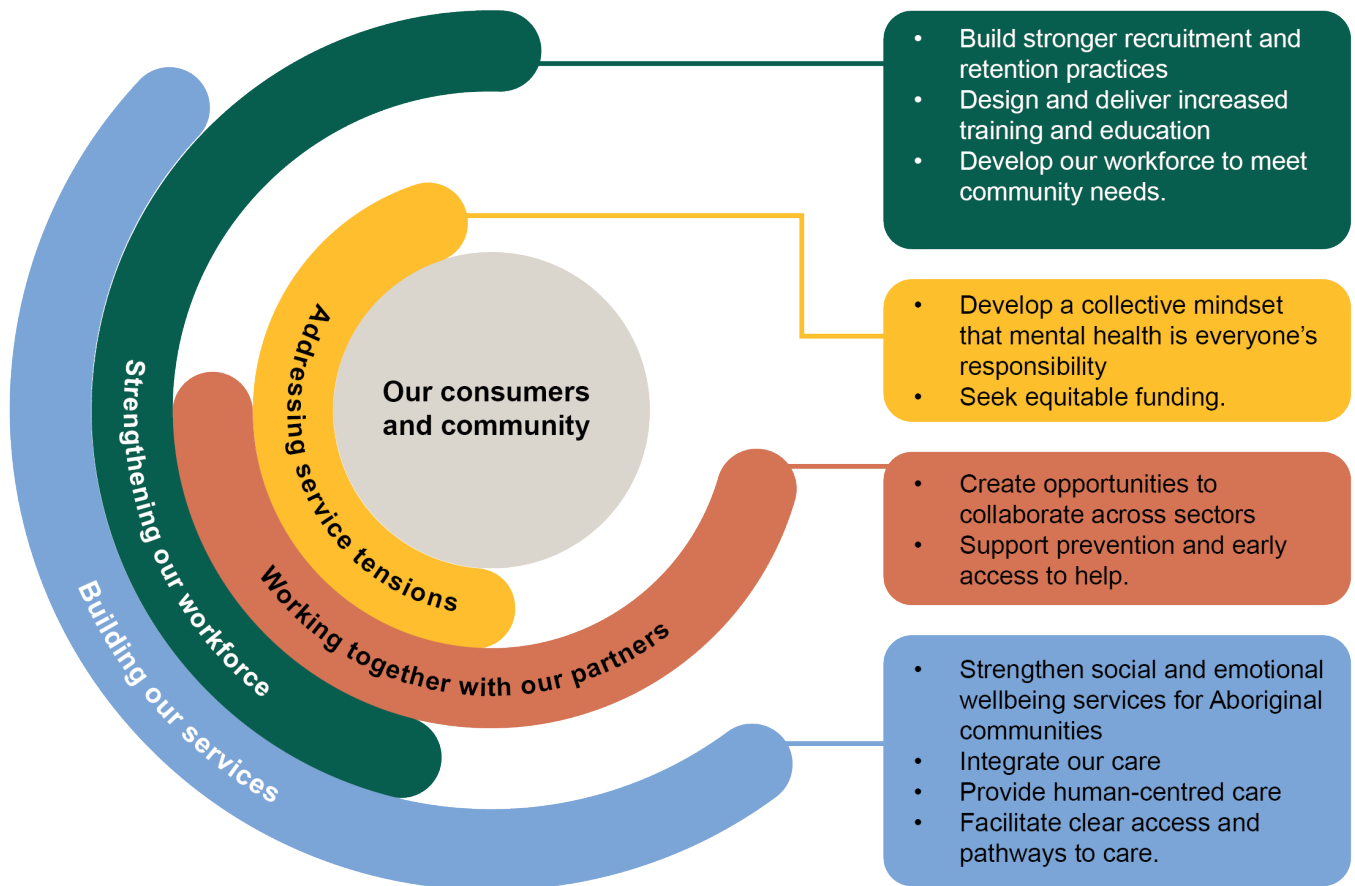 Our consumers
and community
Addressing service tensions
Working together with our partners
Strengthening our workforce
Building our services
• Build stronger recruitment and
retention practices
• Design and deliver increased
training and education
• Develop our workforce to meet
community needs.
• Develop a collective mindset
that mental health is everyone’s
responsibility
• Seek equitable funding.
• Create opportunities to
collaborate across sectors
• Support prevention and early
access to help.
• Strengthen social and emotional
wellbeing services for Aboriginal
communities
• Integrate our care
• Provide human-centred care
• Facilitate clear access and
pathways to care.